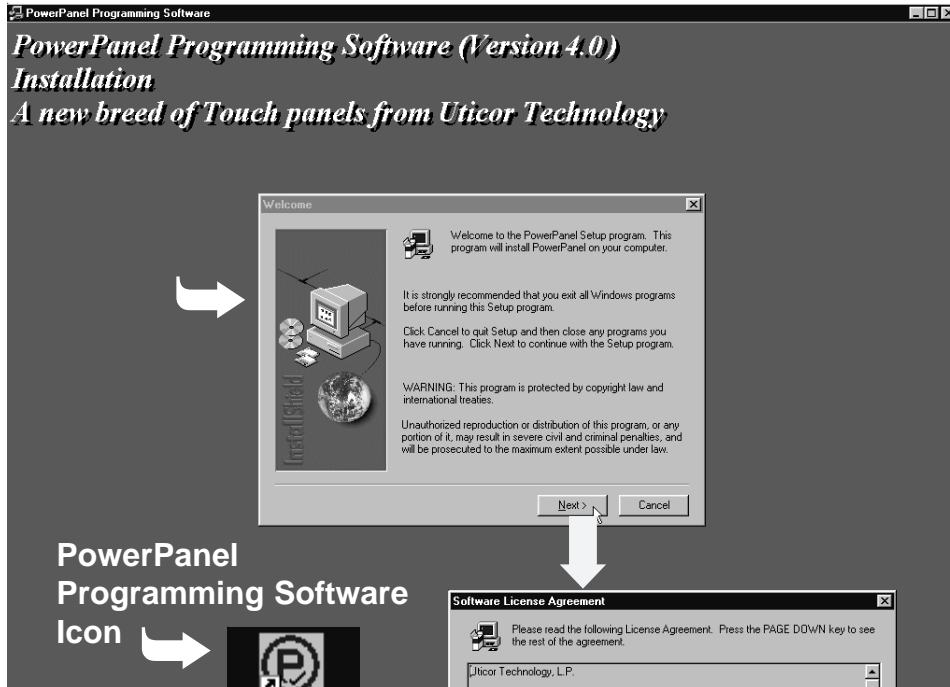 PowerPanel Programming Software
PowerPanel Programming Software (Version 4.0)
Installation
A new breed of Touch panels from Uticor Technology
Welcome
Welcome to the PowerPanel Setup program. This
program will install PowerPanel on your computer.
It is strongly recommended that you exit all Windows programs
before running this Setup program.
Click Cancel to quit Setup and then close any programs you
have running. Click Next to continue with the Setup program.
WARNING: This program is protected by copyright law and
international treaties.
Unauthorized reproduction or distribution of this program, or any
portion of it, may result in severe civil and criminal penalties, and
will be prosecuted to the maximum extent possible under law.
InstallShield
Next >
Cancel
PowerPanel
Programming Software
Icon
P
Software License Agreement
Please read the following License Agreement. Press the PAGE DOWN key to see
the rest of the agreement.
Uticor Technology, L.P.